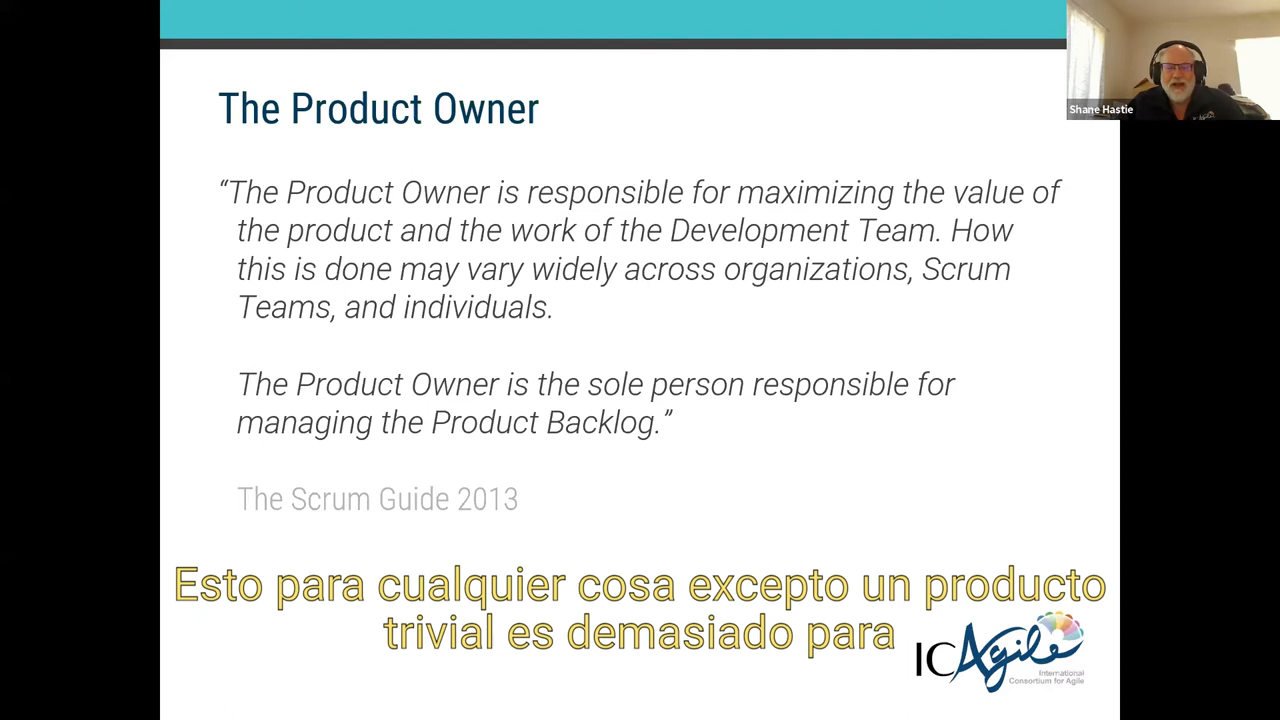 The Product Owner
Shane Hastie
“The Product Owner is responsible for maximizing the value of
the product and the work of the Development Team. How
this is done may vary widely across organizations, Scrum
Teams, and individuals.
The Product Owner is the sole person responsible for
managing the Product Backlog.”
The Scrum Guide 2013
Esto para cualquier cosa excepto un producto
trivial es demasiado para
ICAgile
International
Consortium for Agile